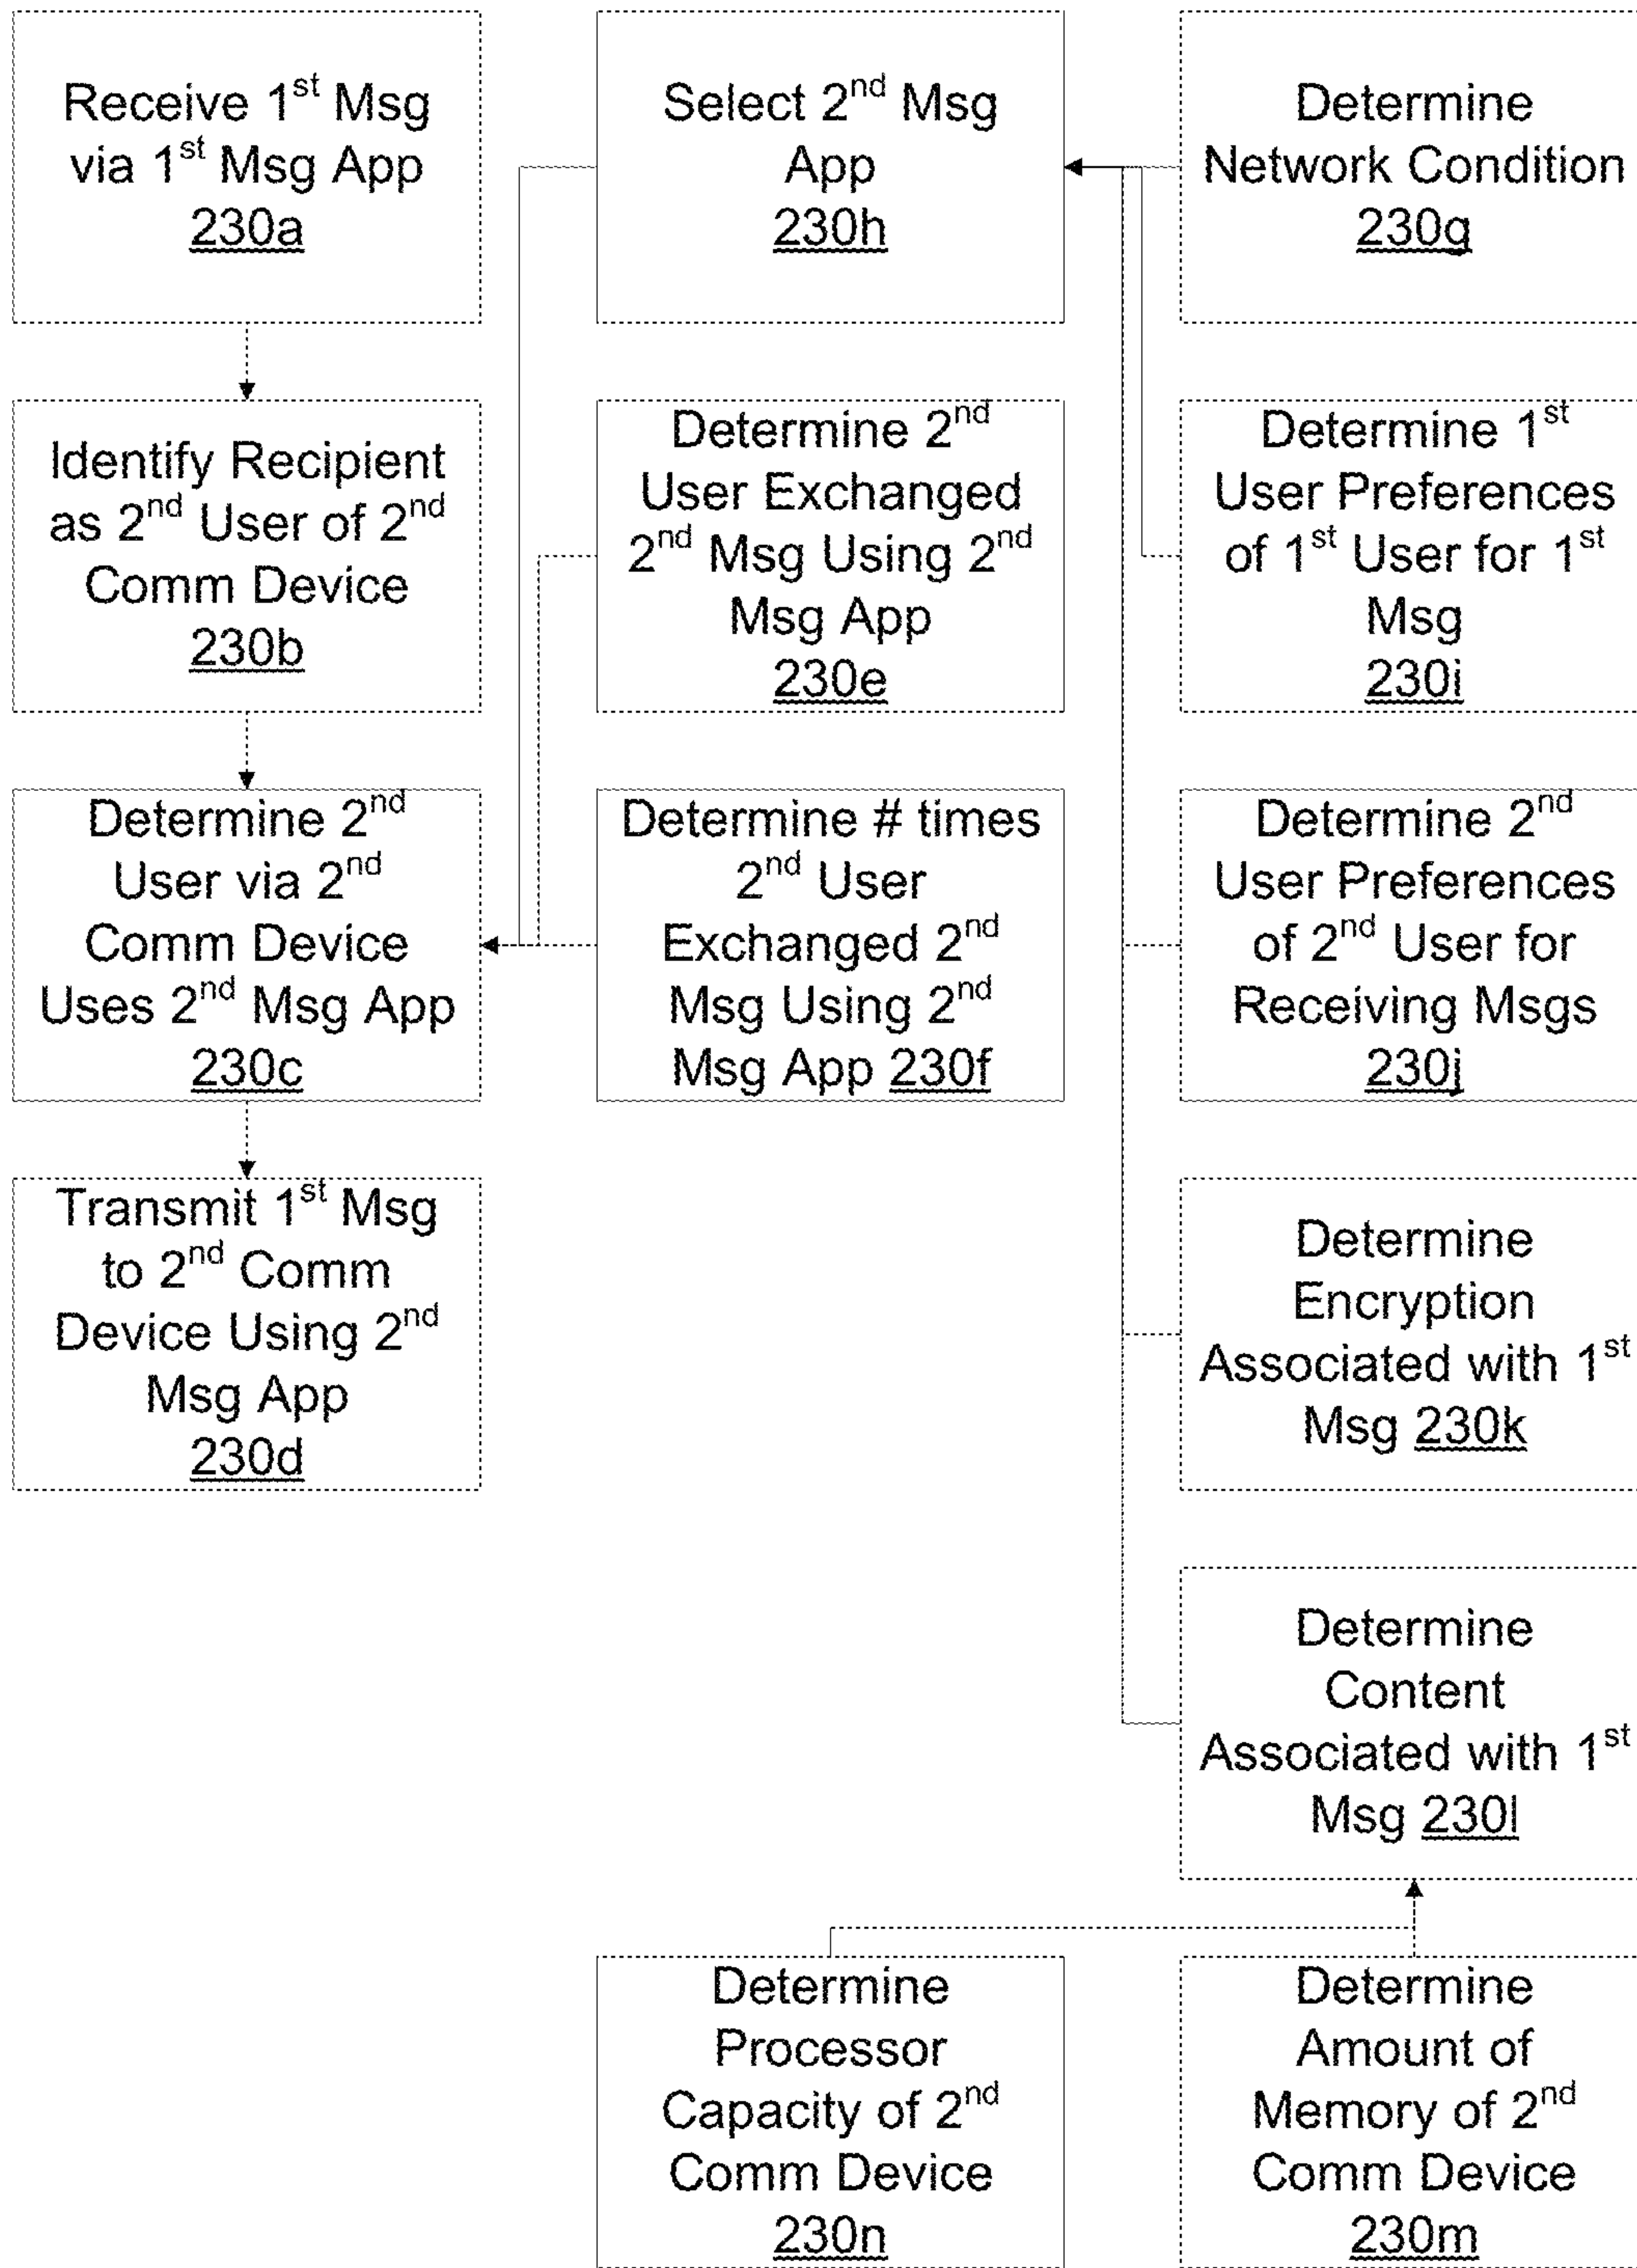 Receive 1st Msg
via 1st Msg App
230a
Identify Recipient
as 2nd User of 2nd
Comm Device
230b
Determine 2nd
User via 2nd
Comm Device
Uses 2nd Msg App
230c
Transmit 1st Msg
to 2nd Comm
Device Using 2nd
Msg App
230d
Select 2nd Msg
App
230h
Determine 2nd
User Exchanged
2nd Msg Using 2nd
Msg App
230e
Determine # times
2nd User
Exchanged 2nd
Msg Using 2nd
Msg App 230f
Determine
Network Condition
230g
Determine 1st
User Preferences
of 1st User for 1st
Msg
230i
Determine 2nd
User Preferences
of 2nd User for
Receiving Msgs
230j
Determine
Encryption
Associated with 1st
Msg 230k
Determine
Content
Associated with 1st
Msg 230l
Determine
Processor
Capacity of 2nd
Comm Device
230n
Determine
Amount of
Memory of 2nd
Comm Device
230m